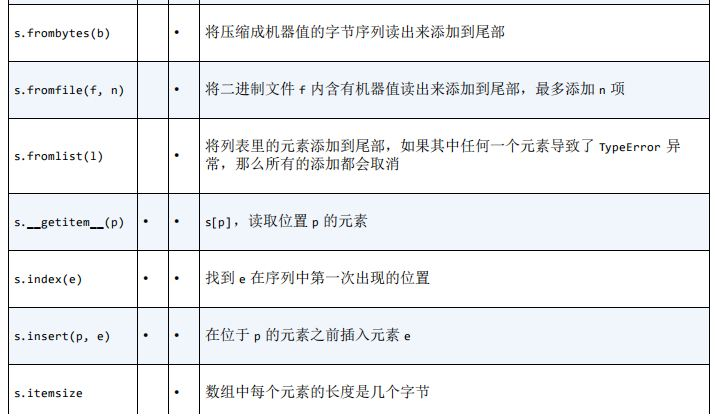 s.frombytes(b) • 将压缩成机器值的字节序列读出来添加到尾部
s.fromfile(f, n) • 将二进制文件 f 内含有机器值读出来添加到尾部，最多添加 n 项
s.fromlist(l) • 将列表里的元素添加到尾部，如果其中任何一个元素导致了 TypeError 异
常，那么所有的添加都会取消
s.__getitem__(p) • • s[p]，读取位置 p 的元素
s.index(e) • • 找到 e 在序列中第一次出现的位置
s.insert(p, e) • • 在位于 p 的元素之前插入元素 e
s.itemsize • 数组中每个元素的长度是几个字节